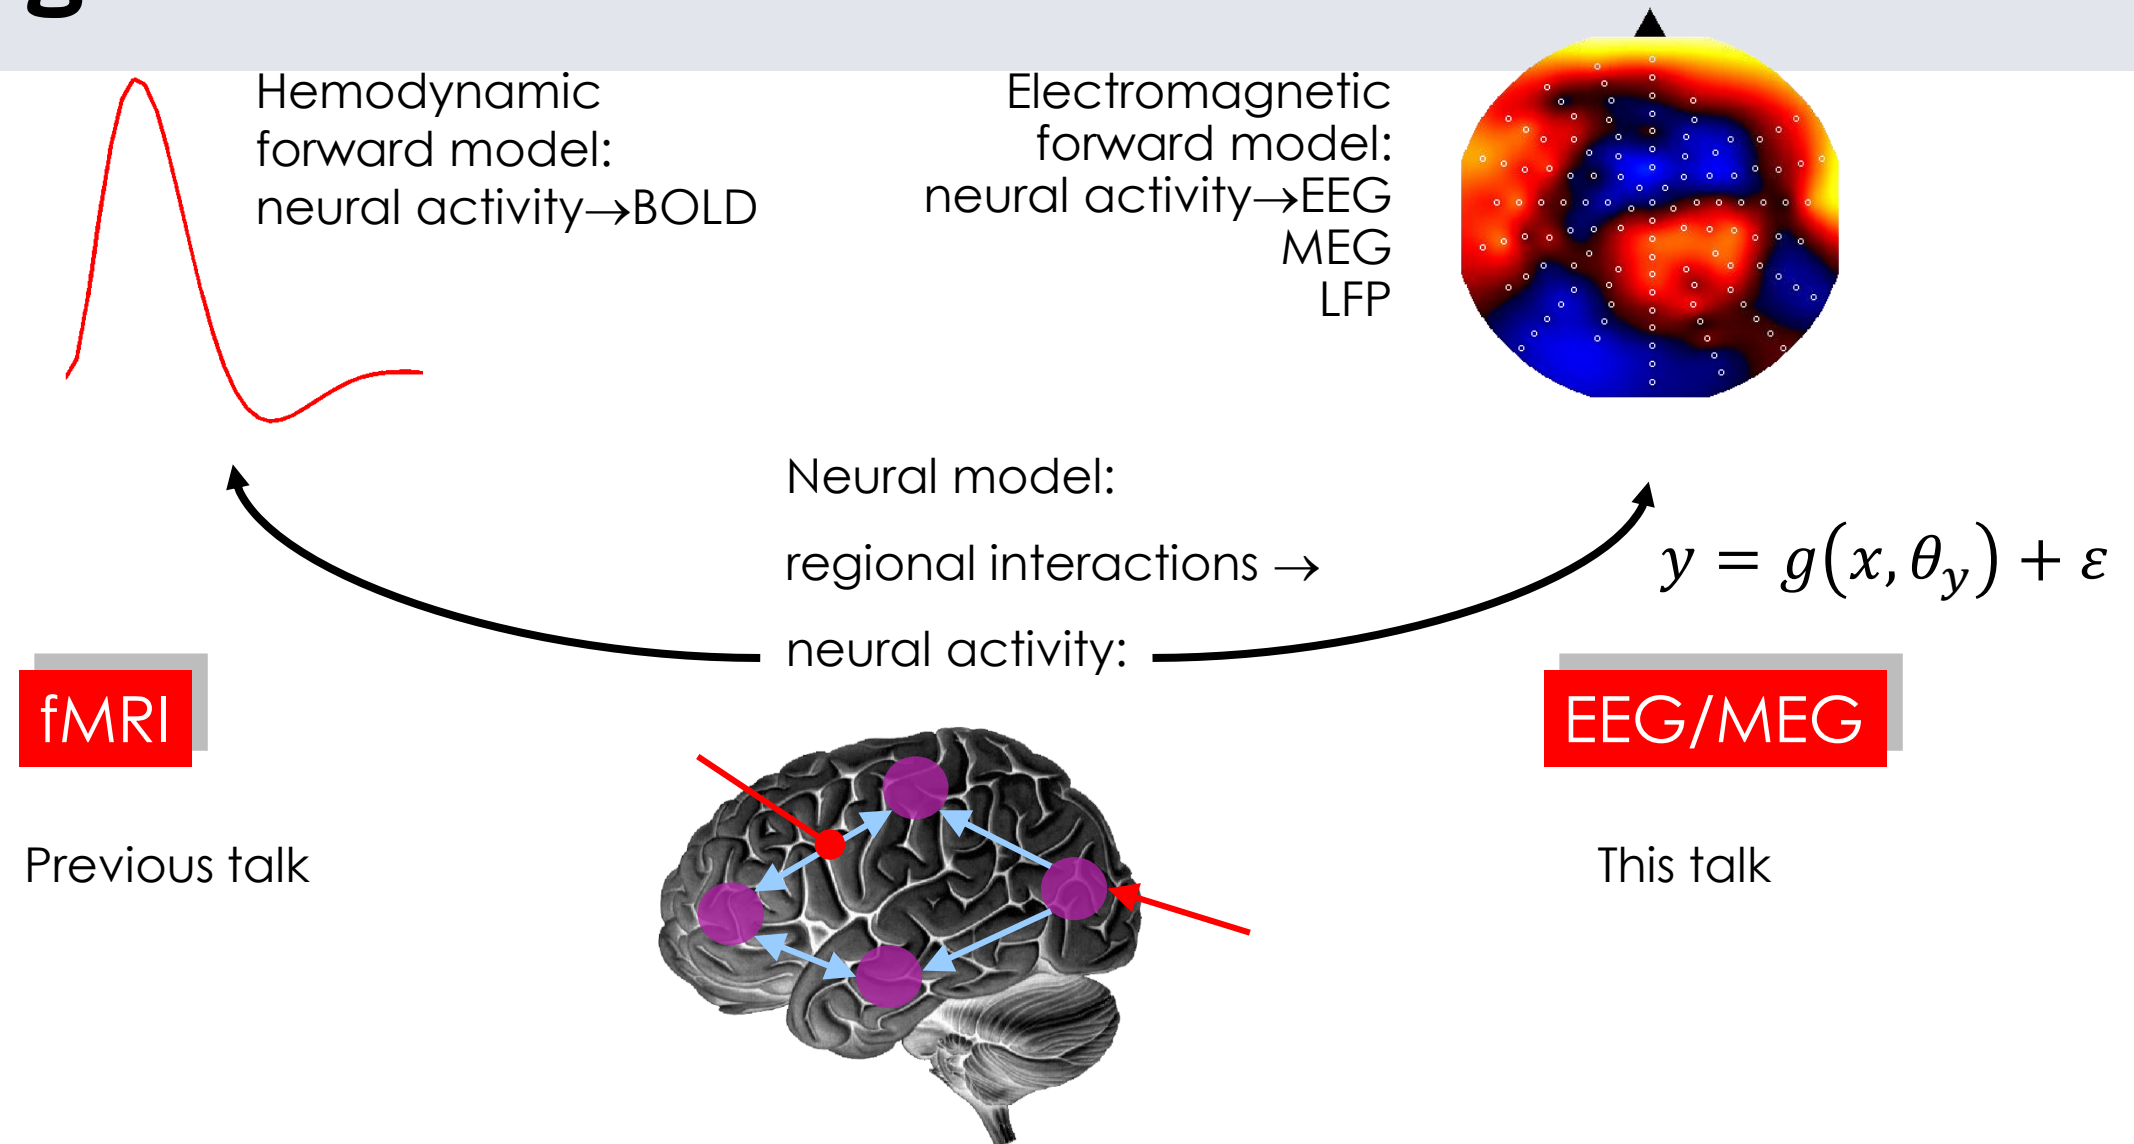 Hemodynamic
forward model:
neural activity→BOLD
Electromagnetic
forward model:
neural activity→EEG
MEG
LFP
Neural model:
regional interactions →
neural activity:
y = g(x, θ_y) + ε
fMRI
EEG/MEG
Previous talk
This talk